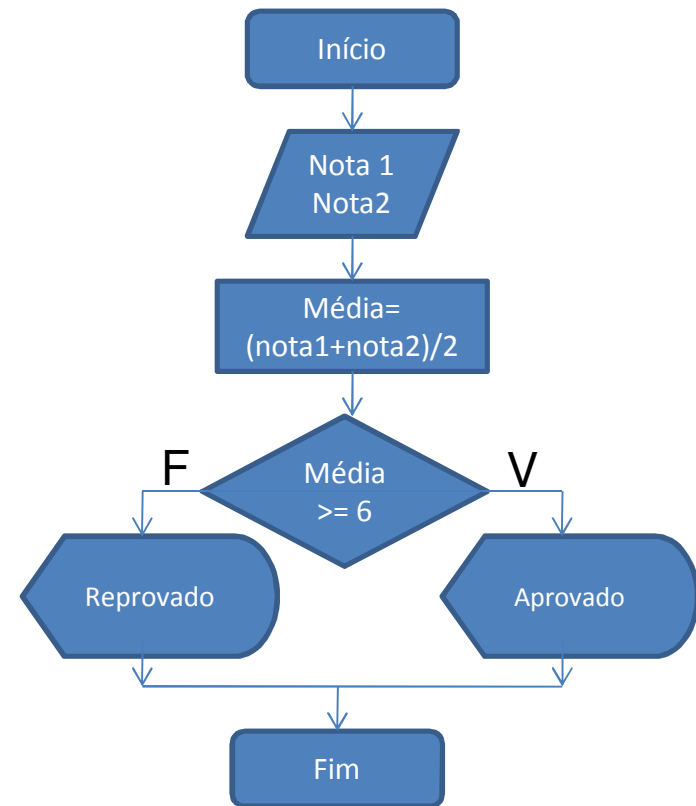 Início
Nota 1
Nota2
Média=
(nota1+nota2)/2
F
Média
>= 6
V
Reprovado
Aprovado
Fim